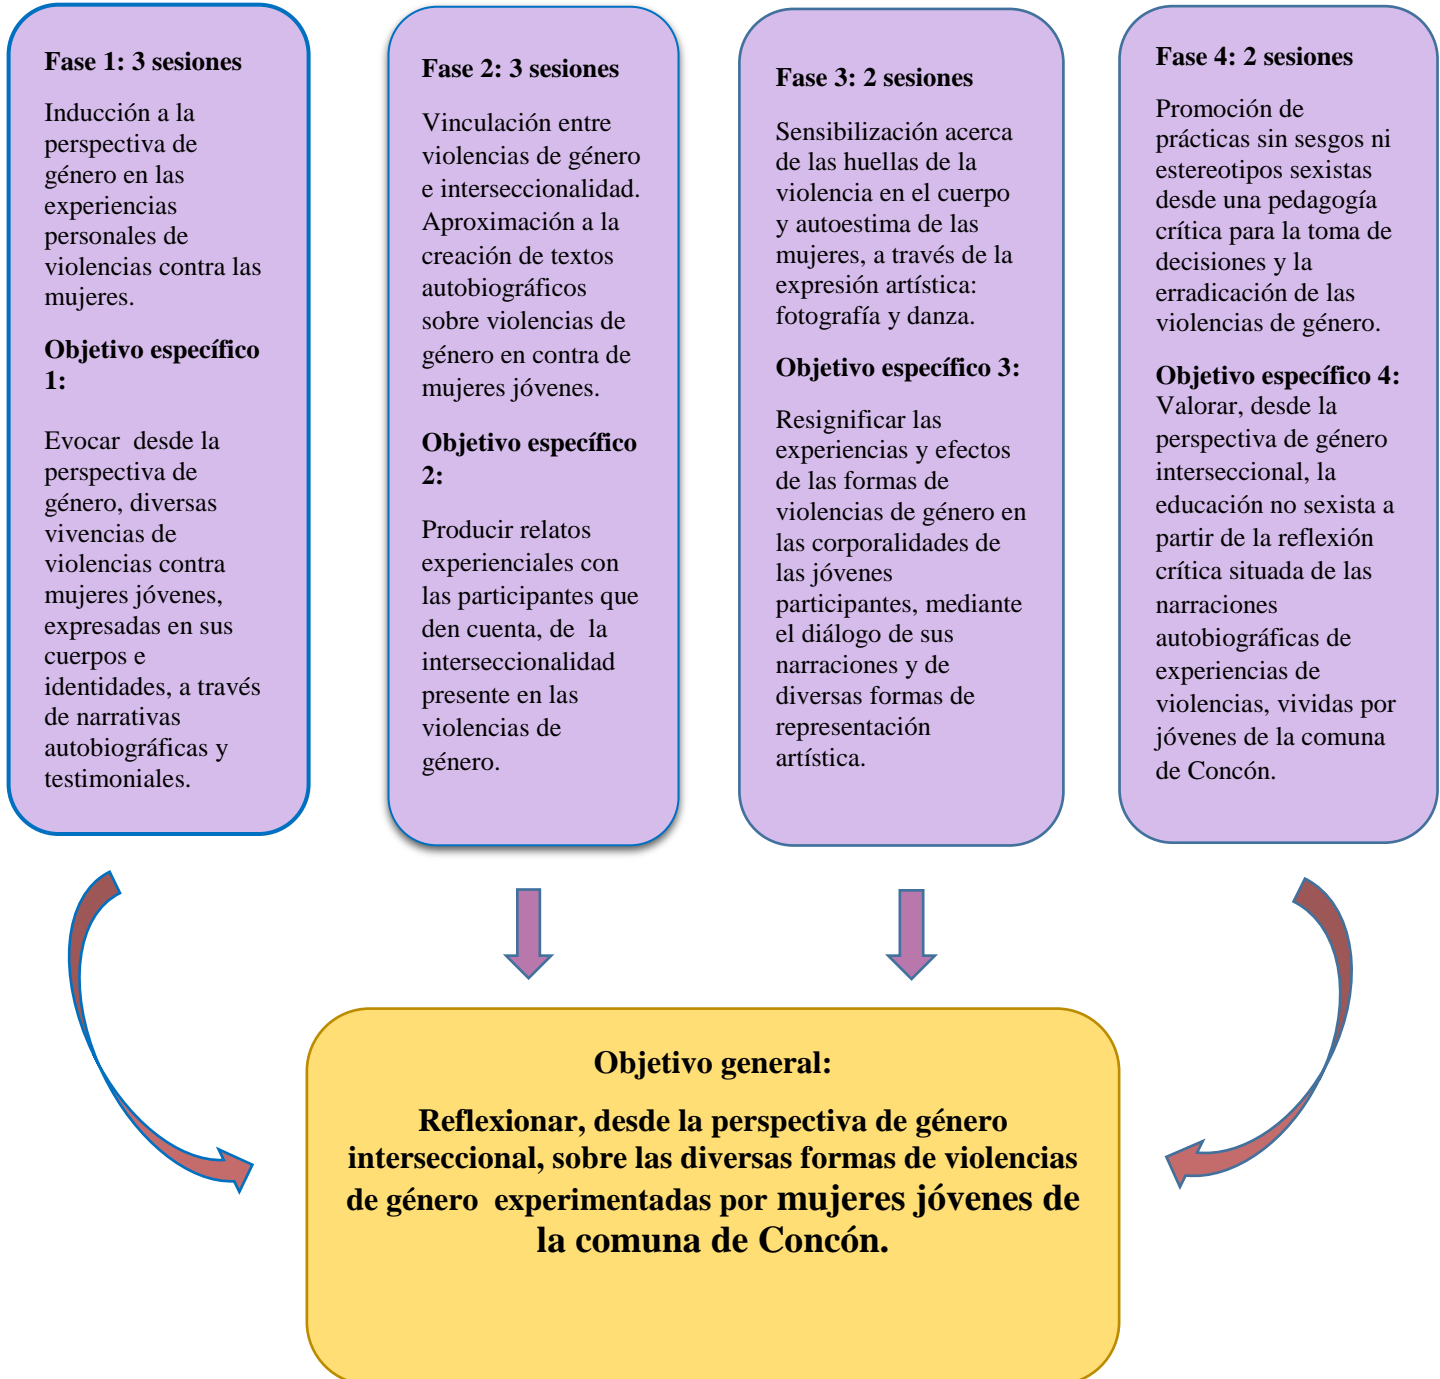 Fase 1: 3 sesiones
Inducción a la
perspectiva de
género en las
experiencias
personales de
violencias contra las
mujeres.
Objetivo específico
1:
Evocar desde la
perspectiva de
género, diversas
vivencias de
violencias contra
mujeres jóvenes,
expresadas en sus
cuerpos e
identidades, a través
de narrativas
autobiográficas y
testimoniales.
Fase 2: 3 sesiones
Vinculación entre
violencias de género
e interseccionalidad.
Aproximación a la
creación de textos
autobiográficos
sobre violencias de
género en contra de
mujeres jóvenes.
Objetivo específico
2:
Producir relatos
experienciales con
las participantes que
den cuenta, de la
interseccionalidad
presente en las
violencias de
género.
Fase 3: 2 sesiones
Sensibilización acerca
de las huellas de la
violencia en el cuerpo
y autoestima de las
mujeres, a través de la
expresión artística:
fotografía y danza.
Objetivo específico 3:
Resignificar las
experiencias y efectos
de las formas de
violencias de género en
las corporalidades de
las jóvenes
participantes, mediante
el diálogo de sus
narraciones y de
diversas formas de
representación
artística.
Fase 4: 2 sesiones
Promoción de
prácticas sin sesgos ni
estereotipos sexistas
desde una pedagogía
crítica para la toma de
decisiones y la
erradicación de las
violencias de género.
Objetivo específico 4:
Valorar, desde la
perspectiva de género
interseccional, la
educación no sexista a
partir de la reflexión
crítica situada de las
narraciones
autobiográficas de
experiencias de
violencias, vividas por
jóvenes de la comuna
de Concón.
Objetivo general:
Reflexionar, desde la perspectiva de género
interseccional, sobre las diversas formas de violencias
de género experimentadas por mujeres jóvenes de
la comuna de Concón.